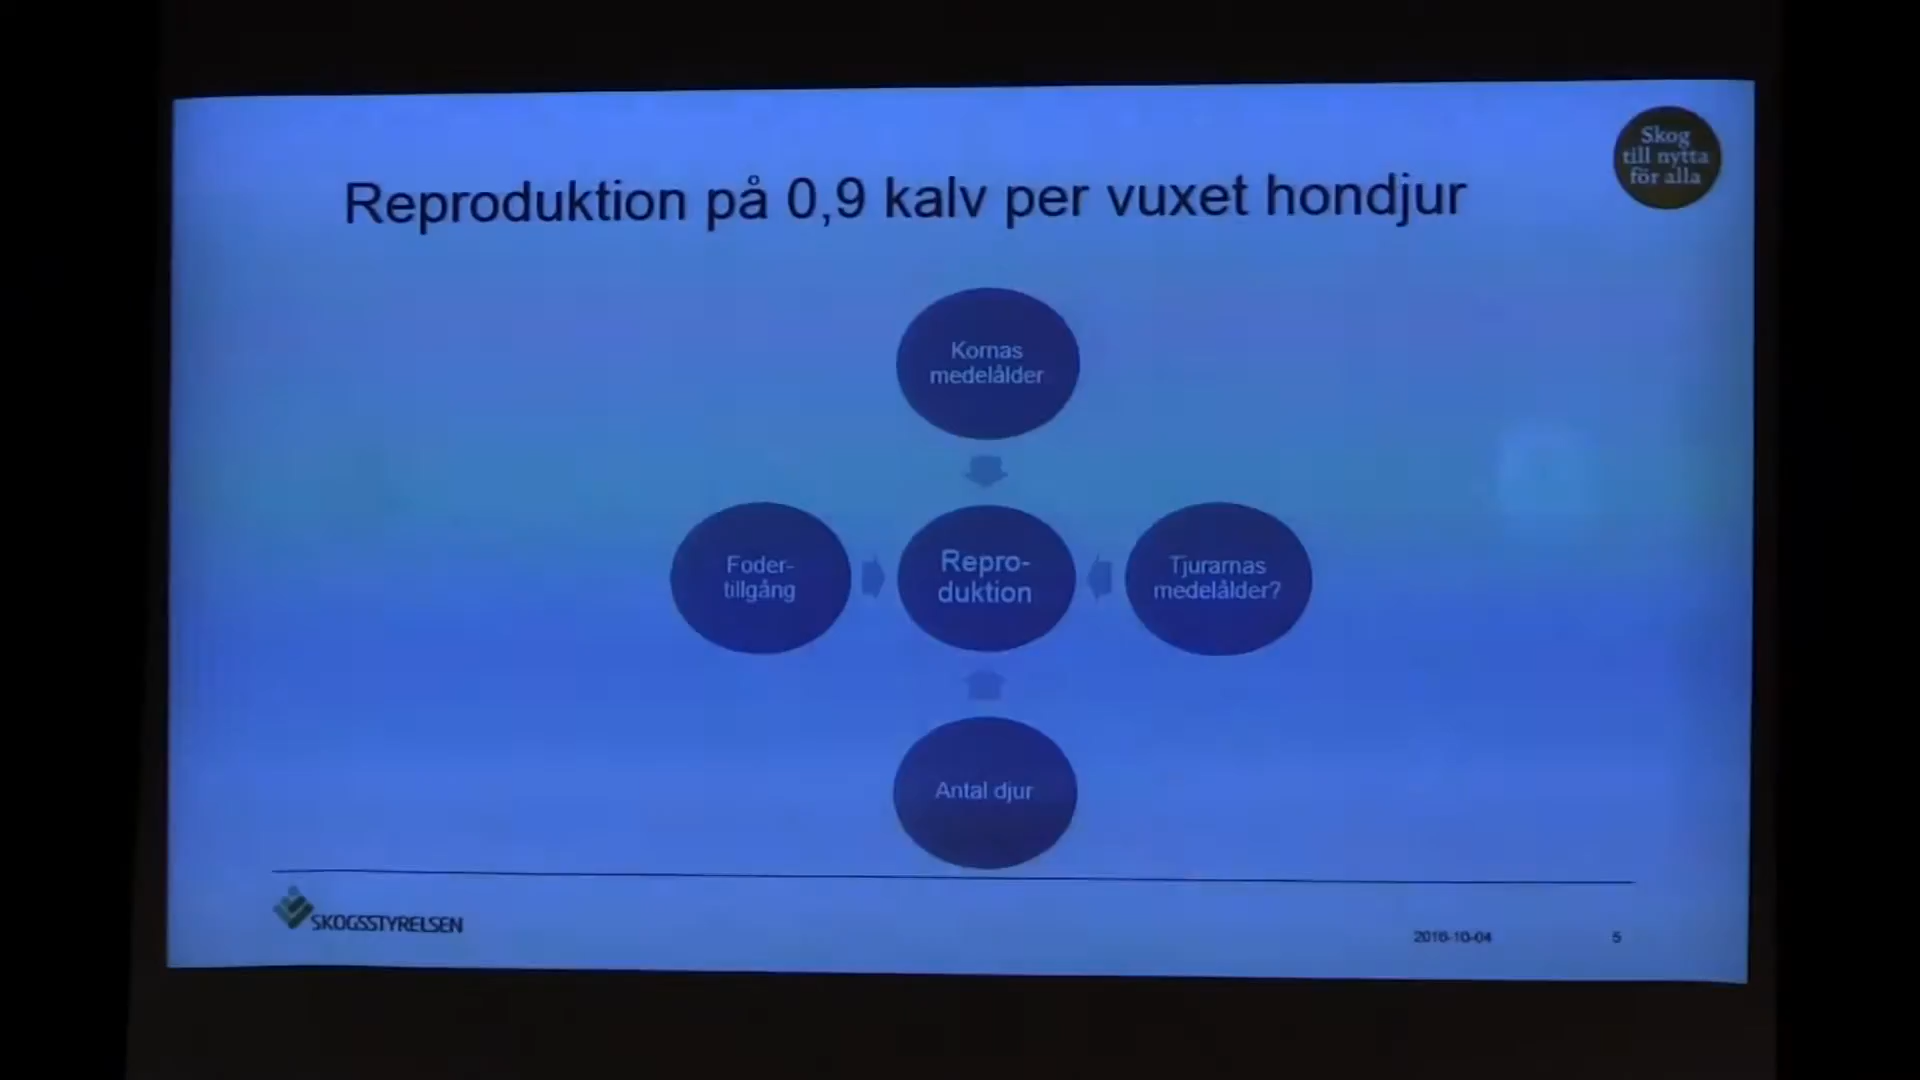 Skog
till nytta
för alla
Reproduktion på 0,9 kalv per vuxet hondjur
Kornas
medelålder
Foder-
tillgång
Repro-
duktion
Tjurarnas
medelålder?
Antal djur
SKOGSSTYRELSEN
2016-10-04
5